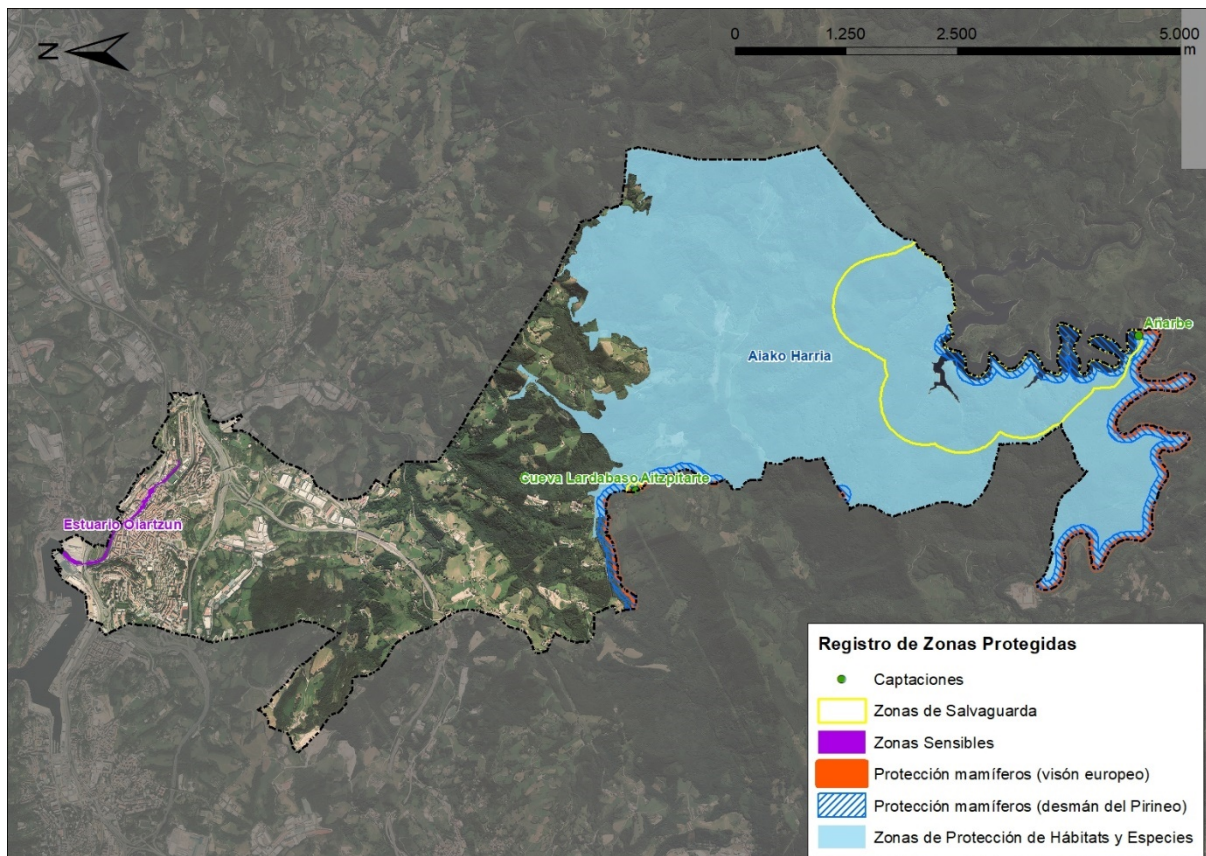 N
0 1.250 2.500 5.000
m
Añarbe
Aiako Harria
Cueva Landabaso Aitzpitarte
Estuario Oiartzun
Registro de Zonas Protegidas
Captaciones
Zonas de Salvaguarda
Zonas Sensibles
Protección mamíferos (visón europeo)
Protección mamíferos (desmán del Pirineo)
Zonas de Protección de Hábitats y Especies